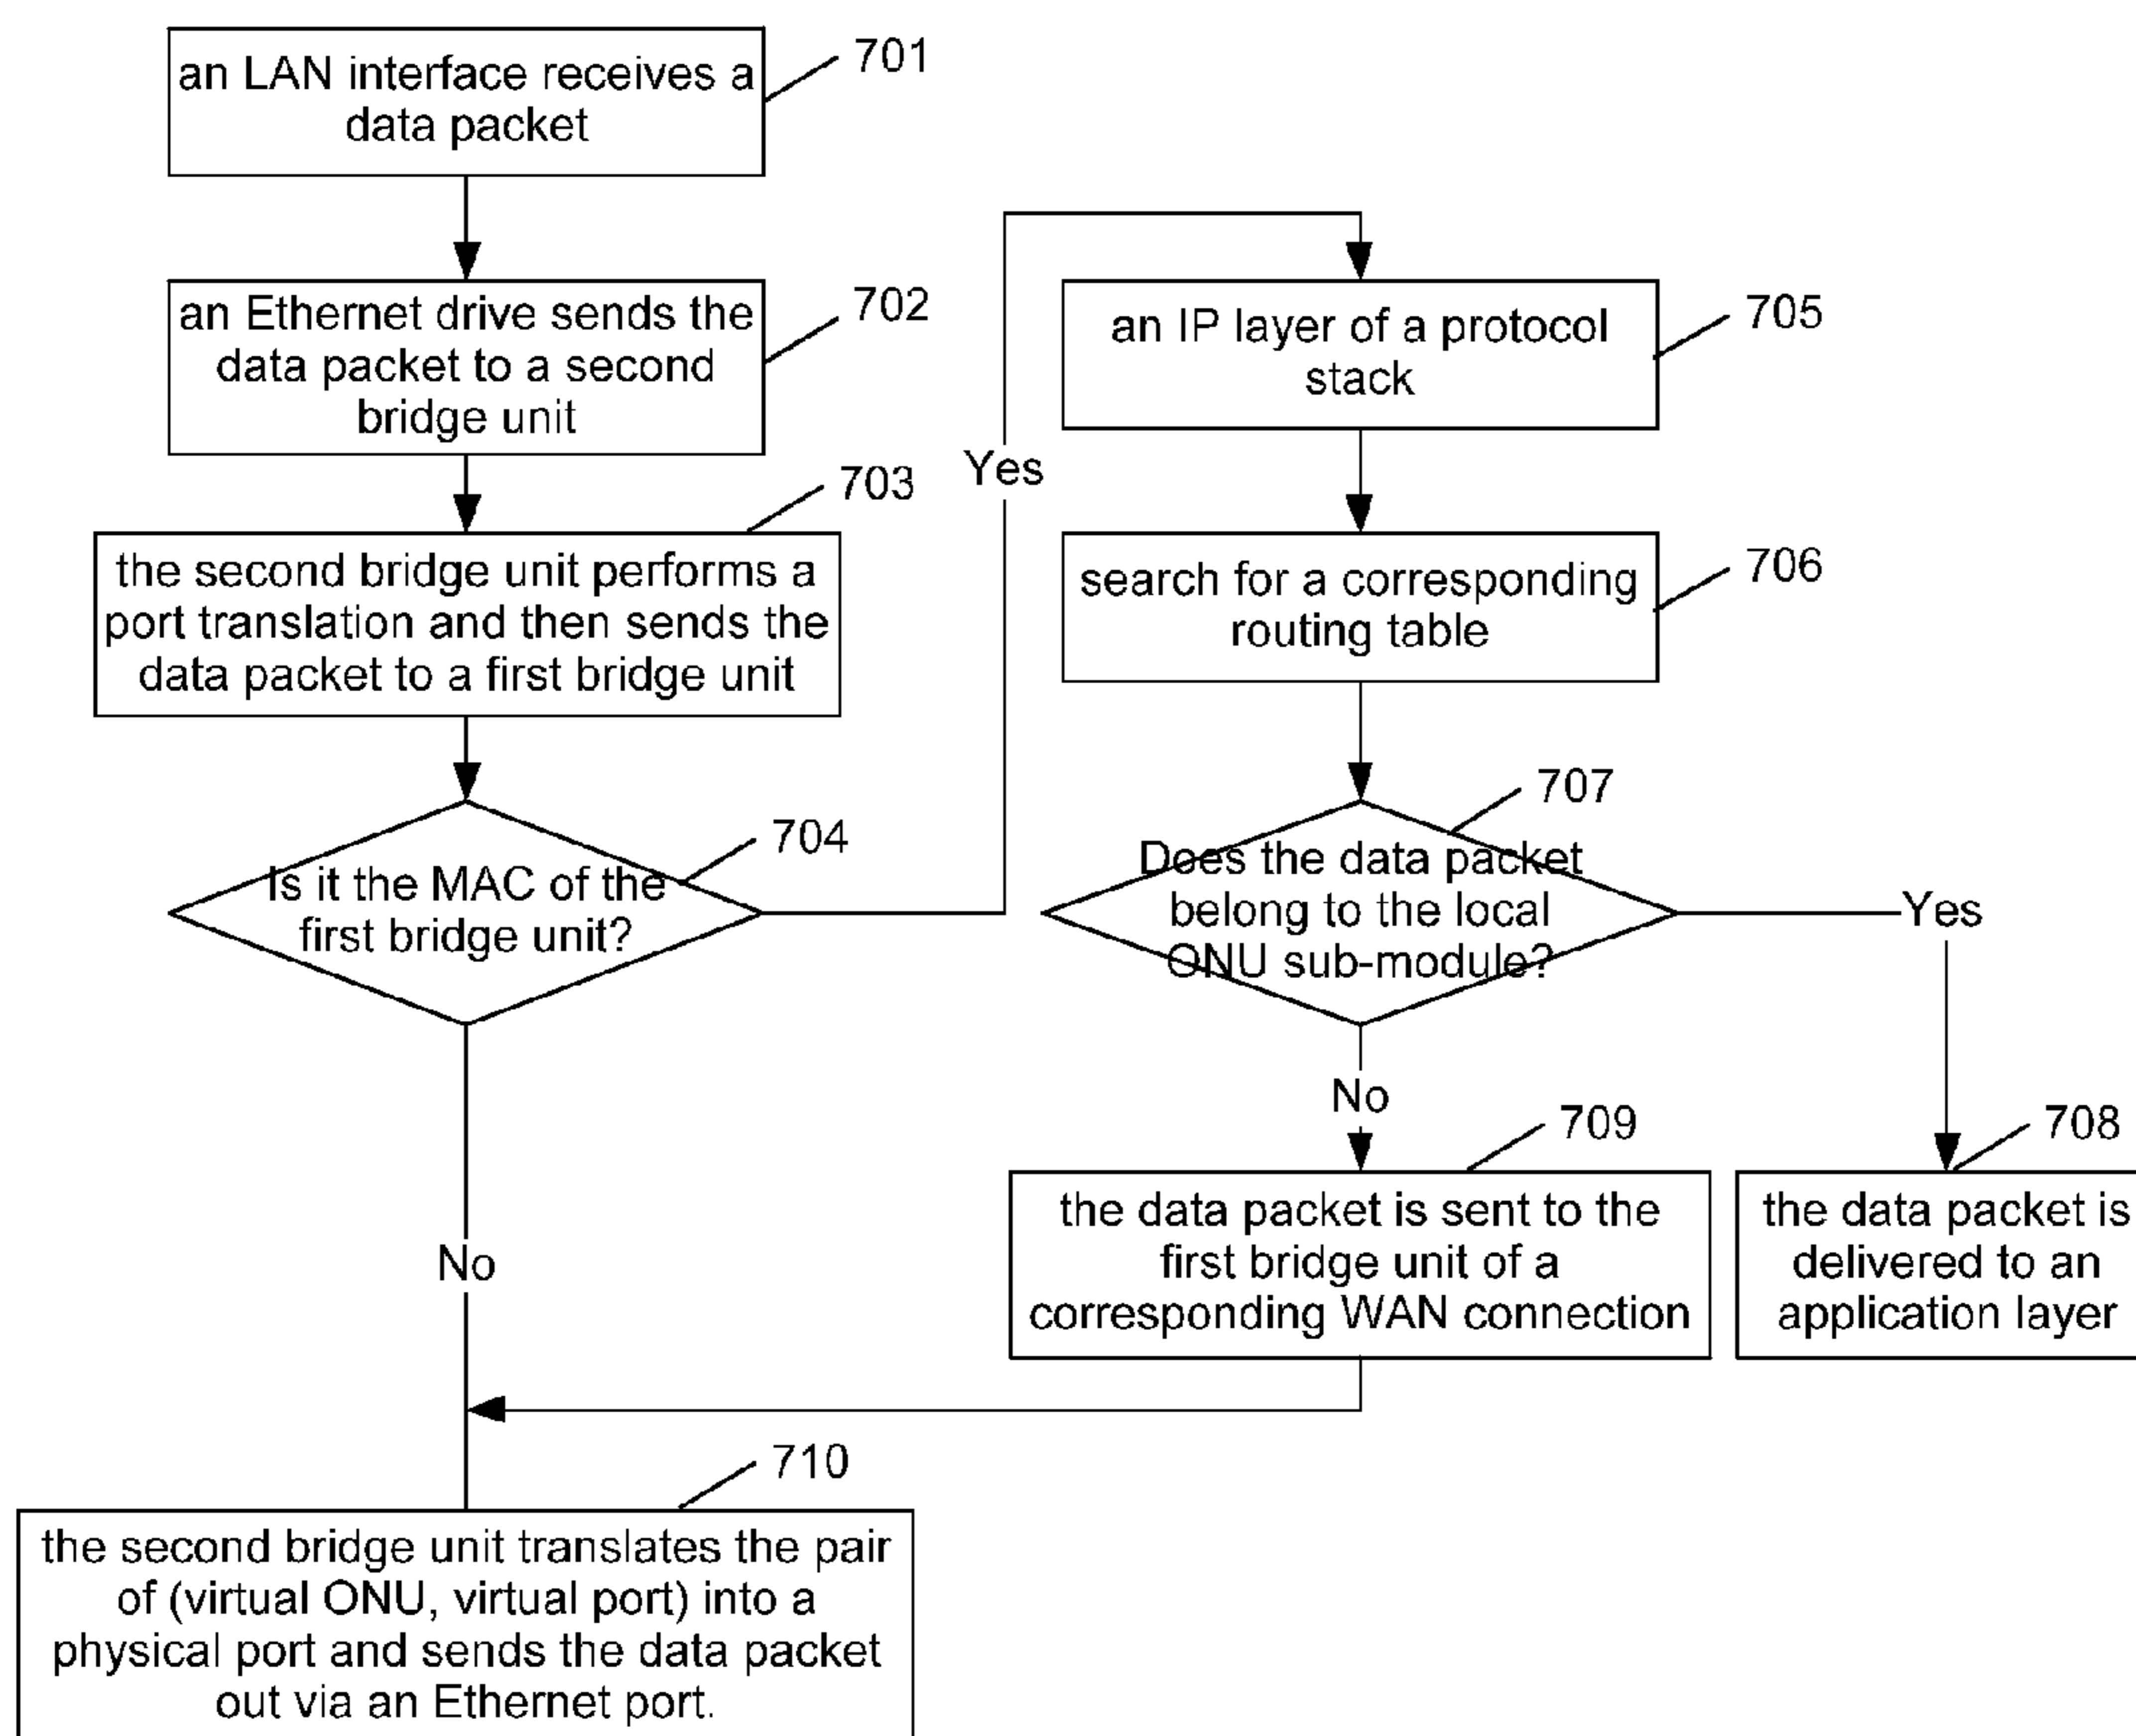 an LAN interface receives a
data packet
701
an Ethernet drive sends the
data packet to a second
bridge unit
702
the second bridge unit performs a
port translation and then sends the
data packet to a first bridge unit
703
Is it the MAC of the
first bridge unit?
704
Yes
No
an IP layer of a protocol
stack
705
search for a corresponding
routing table
706
Does the data packet
belong to the local
ONU sub-module?
707
Yes
No
the data packet is sent to the
first bridge unit of a
corresponding WAN connection
709
the data packet is
delivered to an
application layer
708
the second bridge unit translates the pair
of (virtual ONU, virtual port) into a
physical port and sends the data packet
out via an Ethernet port.
710